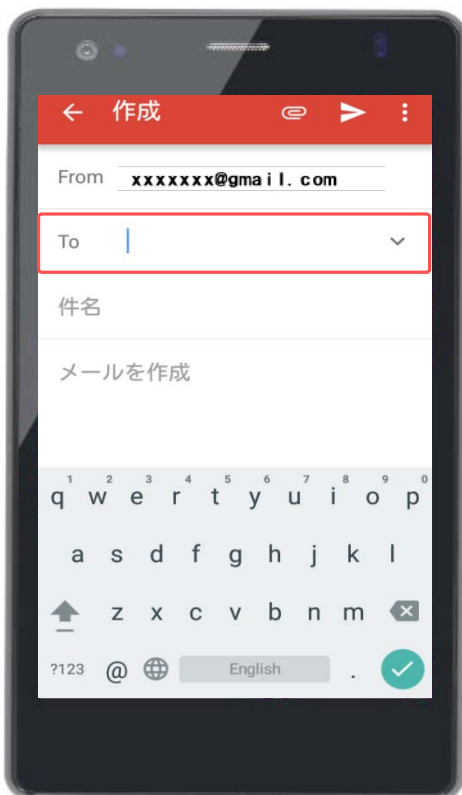 作成
From xxxxxxx@gmail.com
To
件名
メールを作成
1 2 3 4 5 6 7 8 9 0
q w e r t y u i o p
a s d f g h j k l
z x c v b n m
?123 @ English .